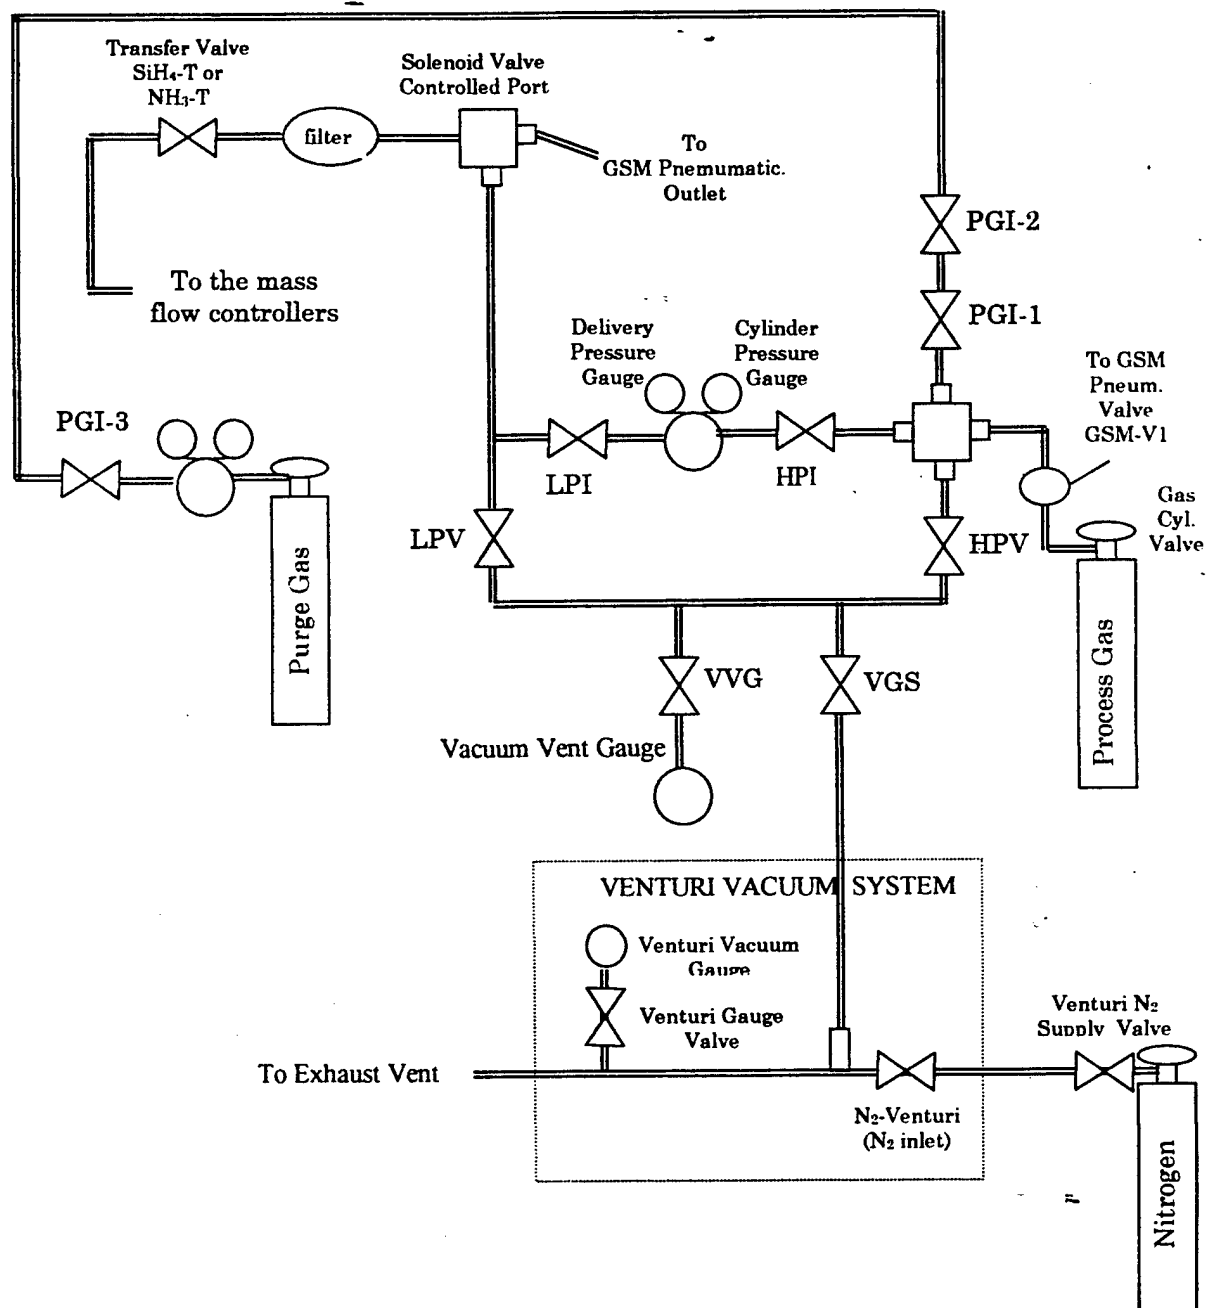 Transfer Valve
SiH₄-T or
NH₃-T
Solenoid Valve
Controlled Port
filter
To
GSM Pnemumatic.
Outlet
PGI-2
To the mass
flow controllers
PGI-1
Delivery
Pressure
Gauge
Cylinder
Pressure
Gauge
To GSM
Pneum.
Valve
GSM-V1
PGI-3
LPI
HPI
Gas
Cyl.
Valve
LPV
HPV
Purge Gas
Process Gas
VVG
VGS
Vacuum Vent Gauge
VENTURI VACUUM SYSTEM
Venturi Vacuum
Gauge
Venturi Gauge
Valve
Venturi N₂
Supply Valve
To Exhaust Vent
N₂-Venturi
(N₂ inlet)
Nitrogen